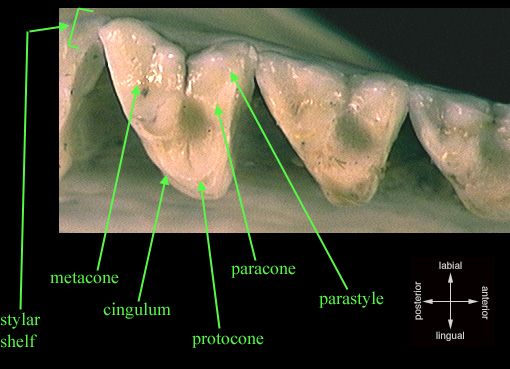 metacone
cingulum
protocone
paracone
parastyle
stylar
shelf
labial
posterior
anterior
lingual